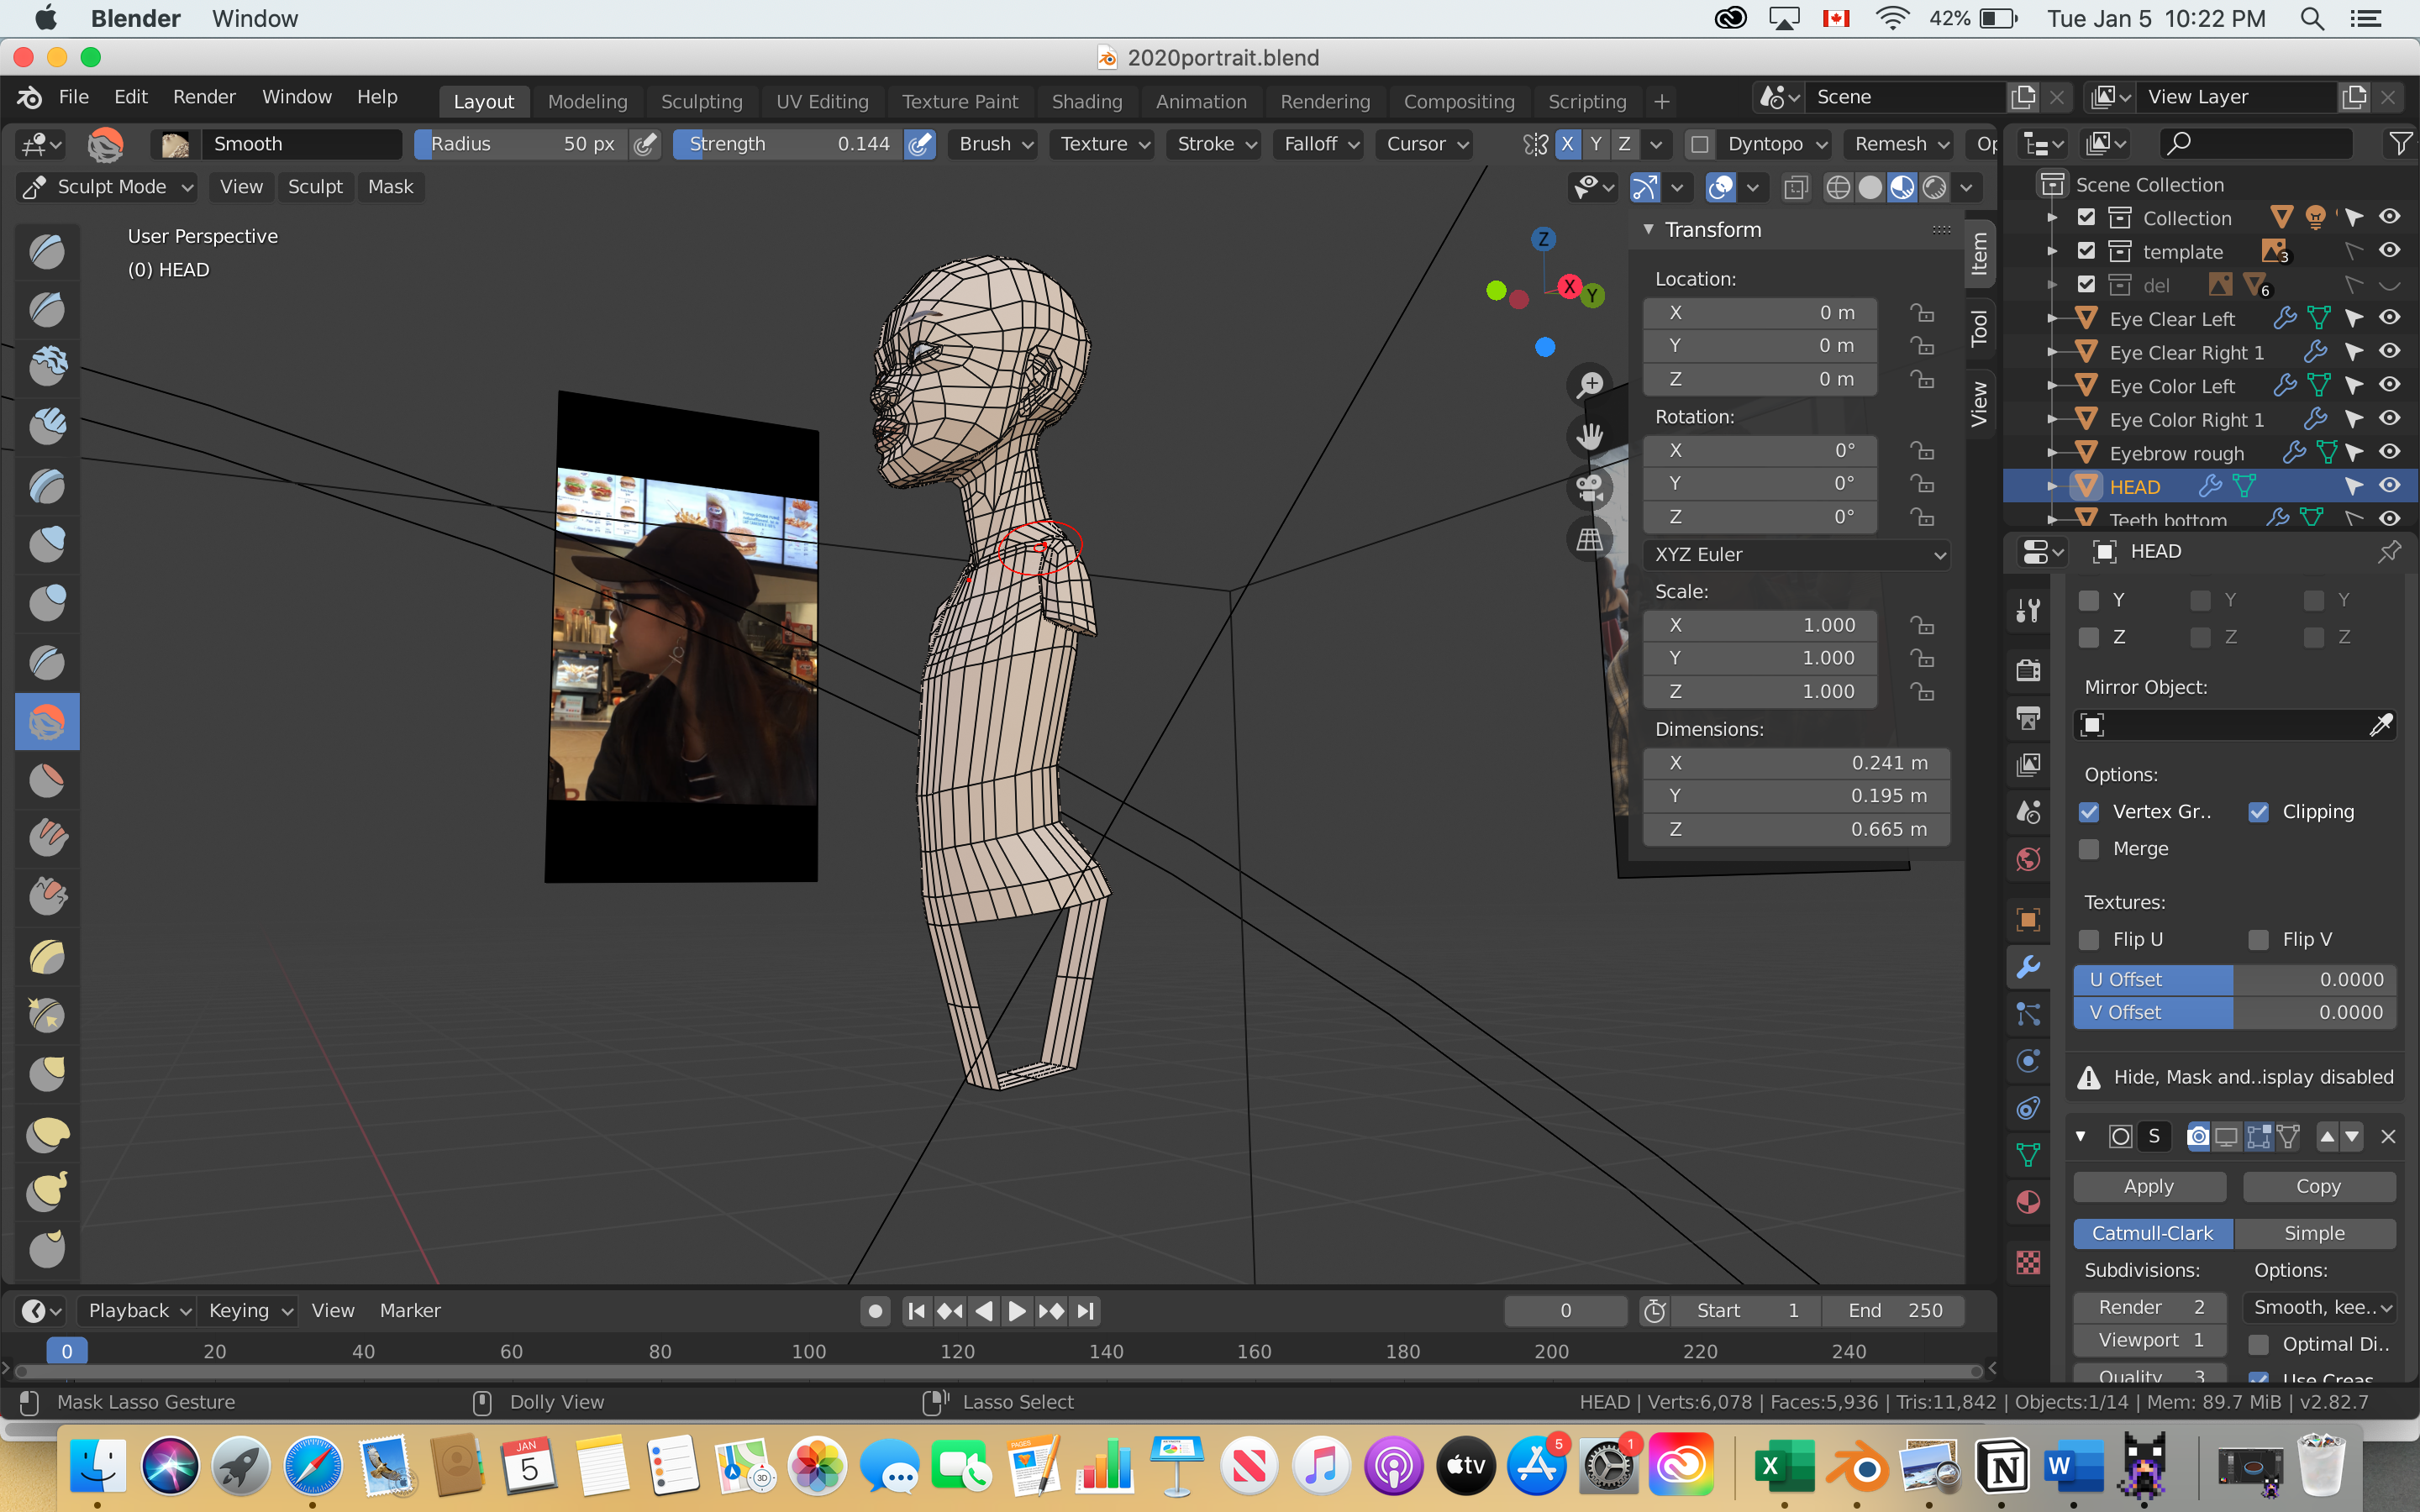 Blender Window 42% Tue Jan 5 10:22 PM
2020portrait.blend
File Edit Render Window Help Layout Modeling Sculpting UV Editing Texture Paint Shading Animation Rendering Compositing Scripting + Scene View Layer
Smooth Radius 50 px Strength 0.144 Brush Texture Stroke Falloff Cursor X Y Z Dyntopo Remesh Op
Sculpt Mode View Sculpt Mask
User Perspective
(0) HEAD
Z
X
Y
Transform
Location:
X 0 m
Y 0 m
Z 0 m
Rotation:
X 0°
Y 0°
Z 0°
XYZ Euler
Scale:
X 1.000
Y 1.000
Z 1.000
Dimensions:
X 0.241 m
Y 0.195 m
Z 0.665 m
Item
Tool
View
Scene Collection
Collection
template 3
del 6
Eye Clear Left
Eye Clear Right 1
Eye Color Left
Eye Color Right 1
Eyebrow rough
HEAD
Teeth bottom
HEAD
Y Y Y
Z Z Z
Mirror Object:
Options:
Vertex Gr.. Clipping
Merge
Textures:
Flip U Flip V
U Offset 0.0000
V Offset 0.0000
Hide, Mask and..isplay disabled
S
Apply Copy
Catmull-Clark Simple
Subdivisions: Options:
Render 2 Smooth, kee..
Viewport 1 Optimal Di..
Quality 3 Use Creas
Playback Keying View Marker 0 Start 1 End 250
0 20 40 60 80 100 120 140 160 180 200 220 240
Mask Lasso Gesture Dolly View Lasso Select HEAD | Verts:6,078 | Faces:5,936 | Tris:11,842 | Objects:1/14 | Mem: 89.7 MiB | v2.82.7
JAN
5
3D
PAGES
tv
5
1
X
N
W